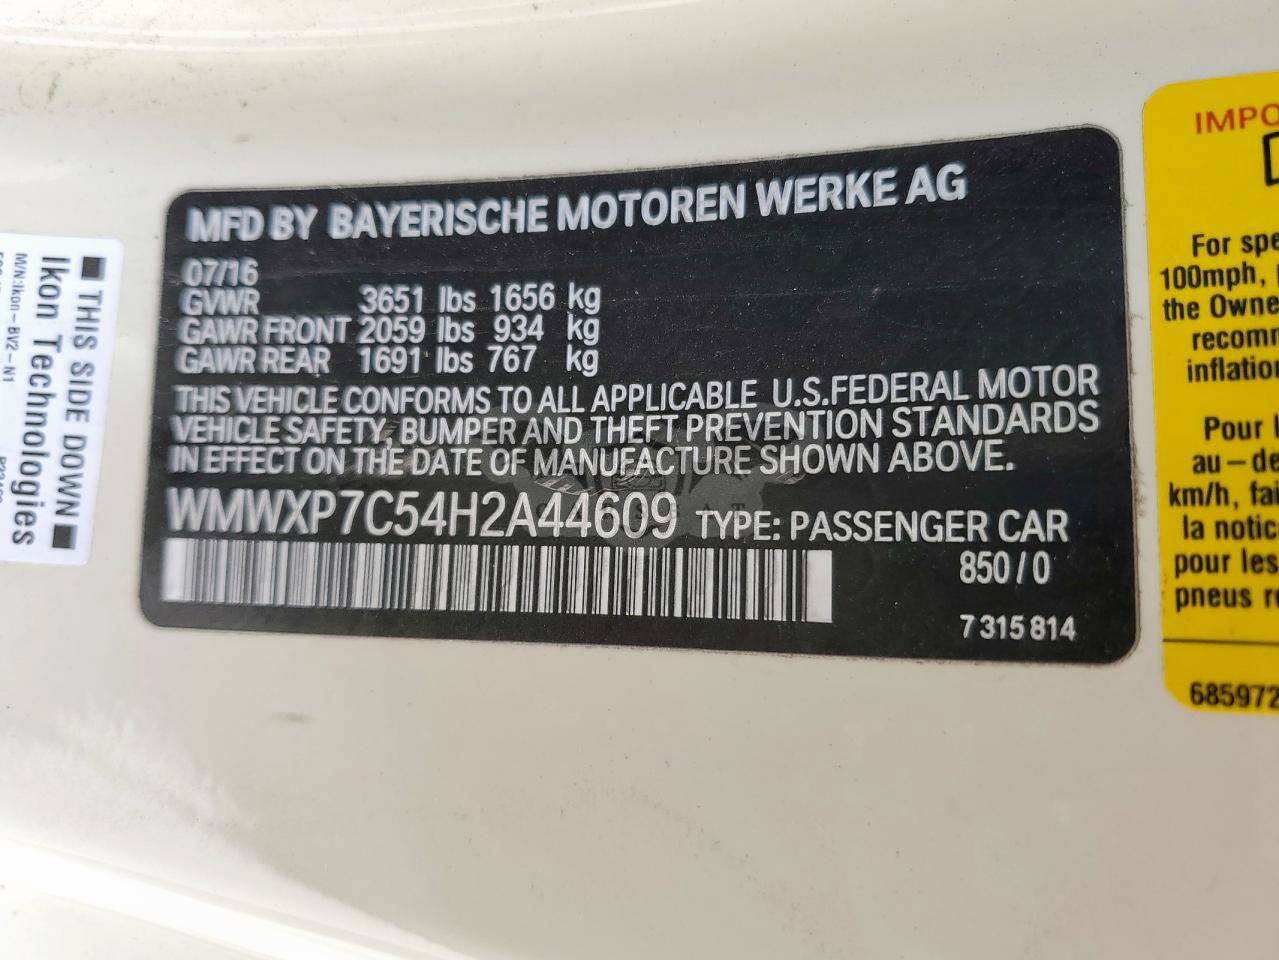 MFD BY BAYERISCHE MOTOREN WERKE AG
07/16
GVWR 3651 lbs 1656 kg
GAWR FRONT 2059 lbs 934 kg
GAWR REAR 1691 lbs 767 kg
THIS VEHICLE CONFORMS TO ALL APPLICABLE U.S.FEDERAL MOTOR
VEHICLE SAFETY, BUMPER AND THEFT PREVENTION STANDARDS
IN EFFECT ON THE DATE OF MANUFACTURE SHOWN ABOVE.
WMWXP7C54H2A44609 TYPE: PASSENGER CAR
850/0
7 315 814
■ THIS SIDE DOWN ■
Ikon Technologies
M/N:Ikon-BV2-N1
IMPO
For spe
100mph,
the Owne
recomm
inflation
Pour
au-de
km/h, fai
la notic
pour les
pneus
685972